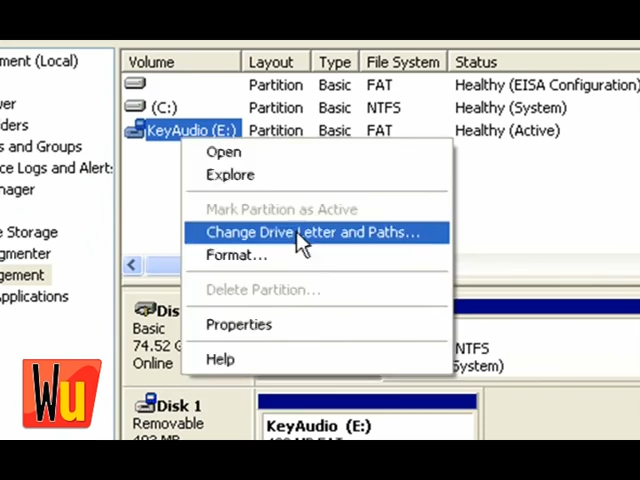 ment (Local)
wer
ders
s and Groups
ce Logs and Alert:
nager
e Storage
gmenter
gement
Applications
Volume Layout Type File System Status
Partition Basic FAT Healthy (EISA Configuration)
(C:) Partition Basic NTFS Healthy (System)
KeyAudio (E:) Partition Basic FAT Healthy (Active)
Open
Explore
Mark Partition as Active
Change Drive Letter and Paths...
Format...
Delete Partition...
Properties
Help
Dis
Basic
74.52 G
Online
NTFS
System)
Disk 1
Removable
KeyAudio (E:)
Wu